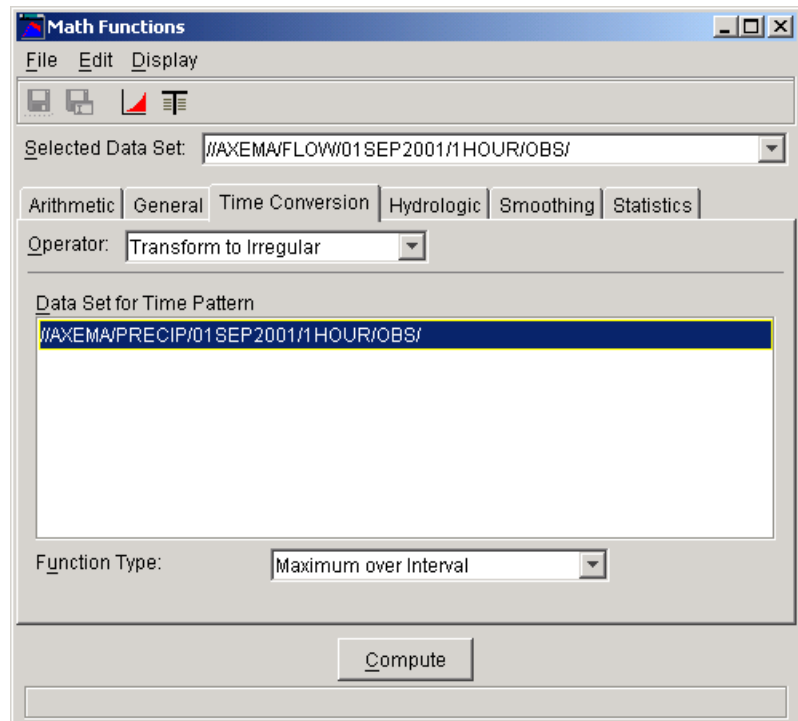 Math Functions
File Edit Display
Selected Data Set: //AXEMA/FLOW/01SEP2001/1HOUR/OBS/
Arithmetic General Time Conversion Hydrologic Smoothing Statistics
Operator: Transform to Irregular
Data Set for Time Pattern
//AXEMA/PRECIP/01SEP2001/1HOUR/OBS/
Function Type: Maximum over Interval
Compute